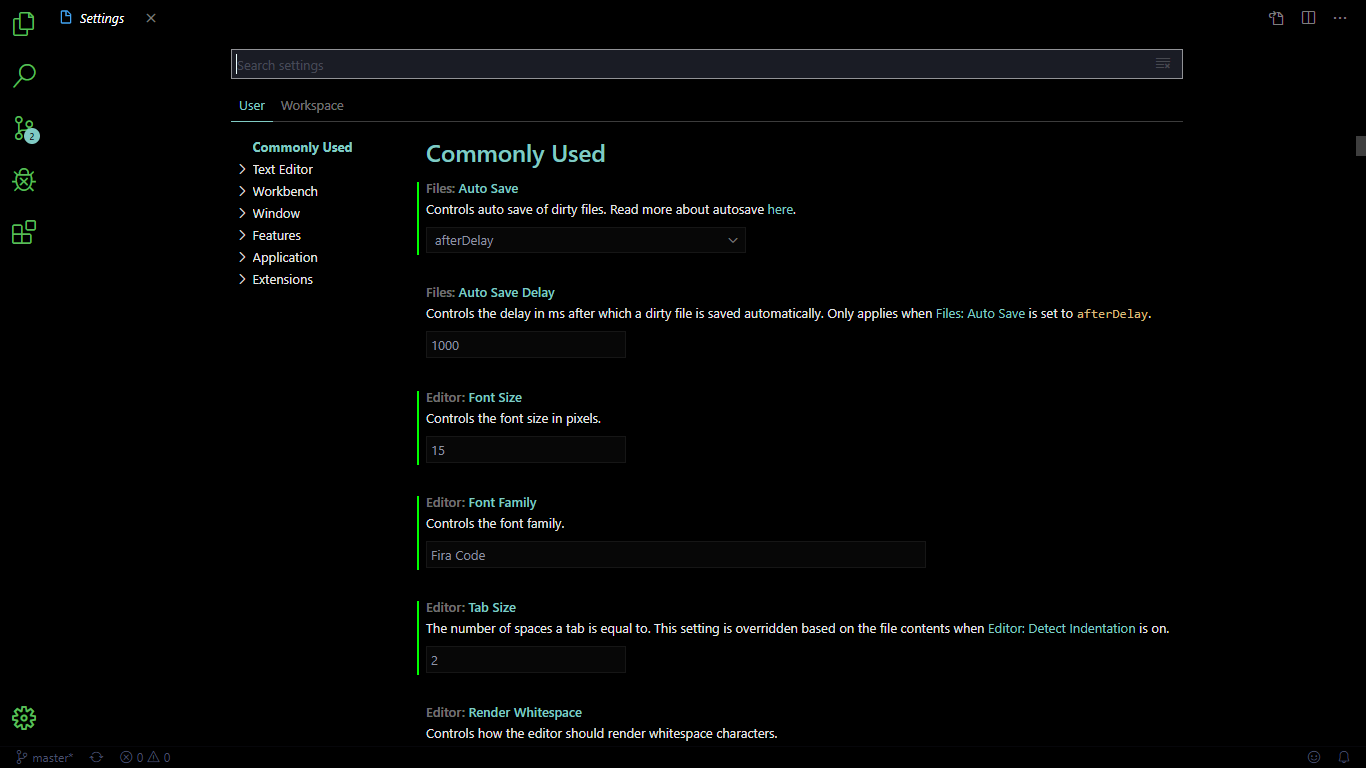 Settings
Search settings
User Workspace
Commonly Used
Text Editor
Workbench
Window
Features
Application
Extensions
Commonly Used
Files: Auto Save
Controls auto save of dirty files. Read more about autosave here.
afterDelay
Files: Auto Save Delay
Controls the delay in ms after which a dirty file is saved automatically. Only applies when Files: Auto Save is set to afterDelay.
1000
Editor: Font Size
Controls the font size in pixels.
15
Editor: Font Family
Controls the font family.
Fira Code
Editor: Tab Size
The number of spaces a tab is equal to. This setting is overridden based on the file contents when Editor: Detect Indentation is on.
2
Editor: Render Whitespace
Controls how the editor should render whitespace characters.
2
master* 0 0